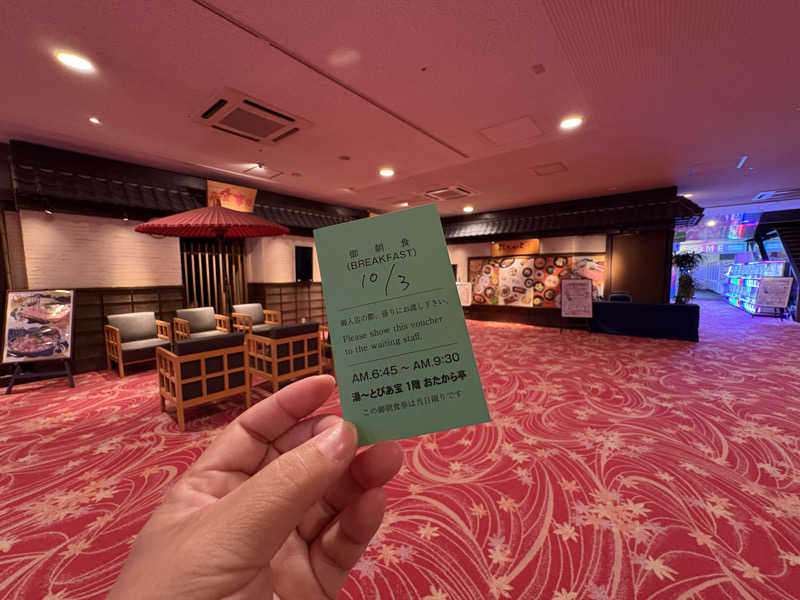 御 朝 食
(BREAKFAST)
10/3
御入店の際、係りにお渡し下さい。
Please show this voucher
to the waiting staff.
AM.6:45 ～ AM.9:30
湯～とぴあ宝 1階 おたから亭
この御朝食券は当日限りです
GAME